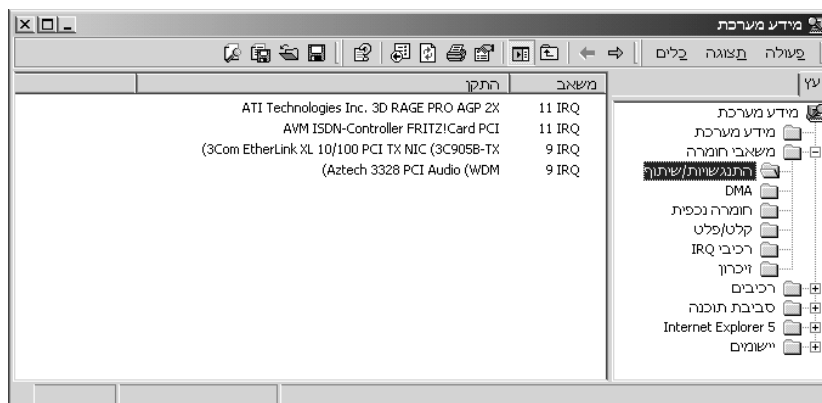 מידע מערכת
פעולה תצוגה כלים
עץ
משאב התקן
מידע מערכת
מידע מערכת
משאבי חומרה
התנגשויות/שיתוף
DMA
חומרה נכפית
קלט/פלט
רכיבי IRQ
זיכרון
רכיבים
סביבת תוכנה
Internet Explorer 5
יישומים
11 IRQ ATI Technologies Inc. 3D RAGE PRO AGP 2X
11 IRQ AVM ISDN-Controller FRITZ!Card PCI
9 IRQ (3Com EtherLink XL 10/100 PCI TX NIC (3C905B-TX
9 IRQ (Aztech 3328 PCI Audio (WDM